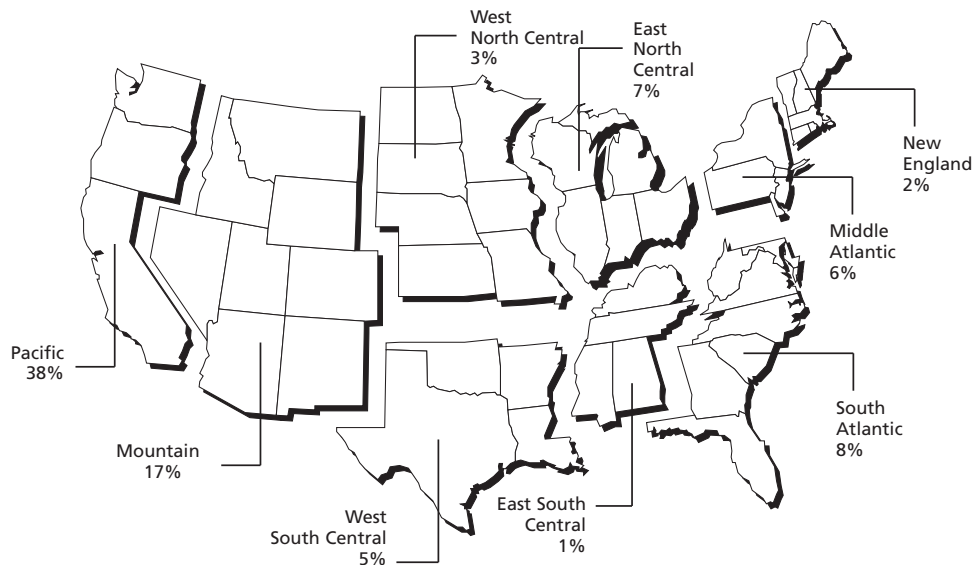 West
North Central
3%
East
North
Central
7%
New
England
2%
Middle
Atlantic
6%
Pacific
38%
South
Atlantic
8%
Mountain
17%
West
South Central
5%
East South
Central
1%